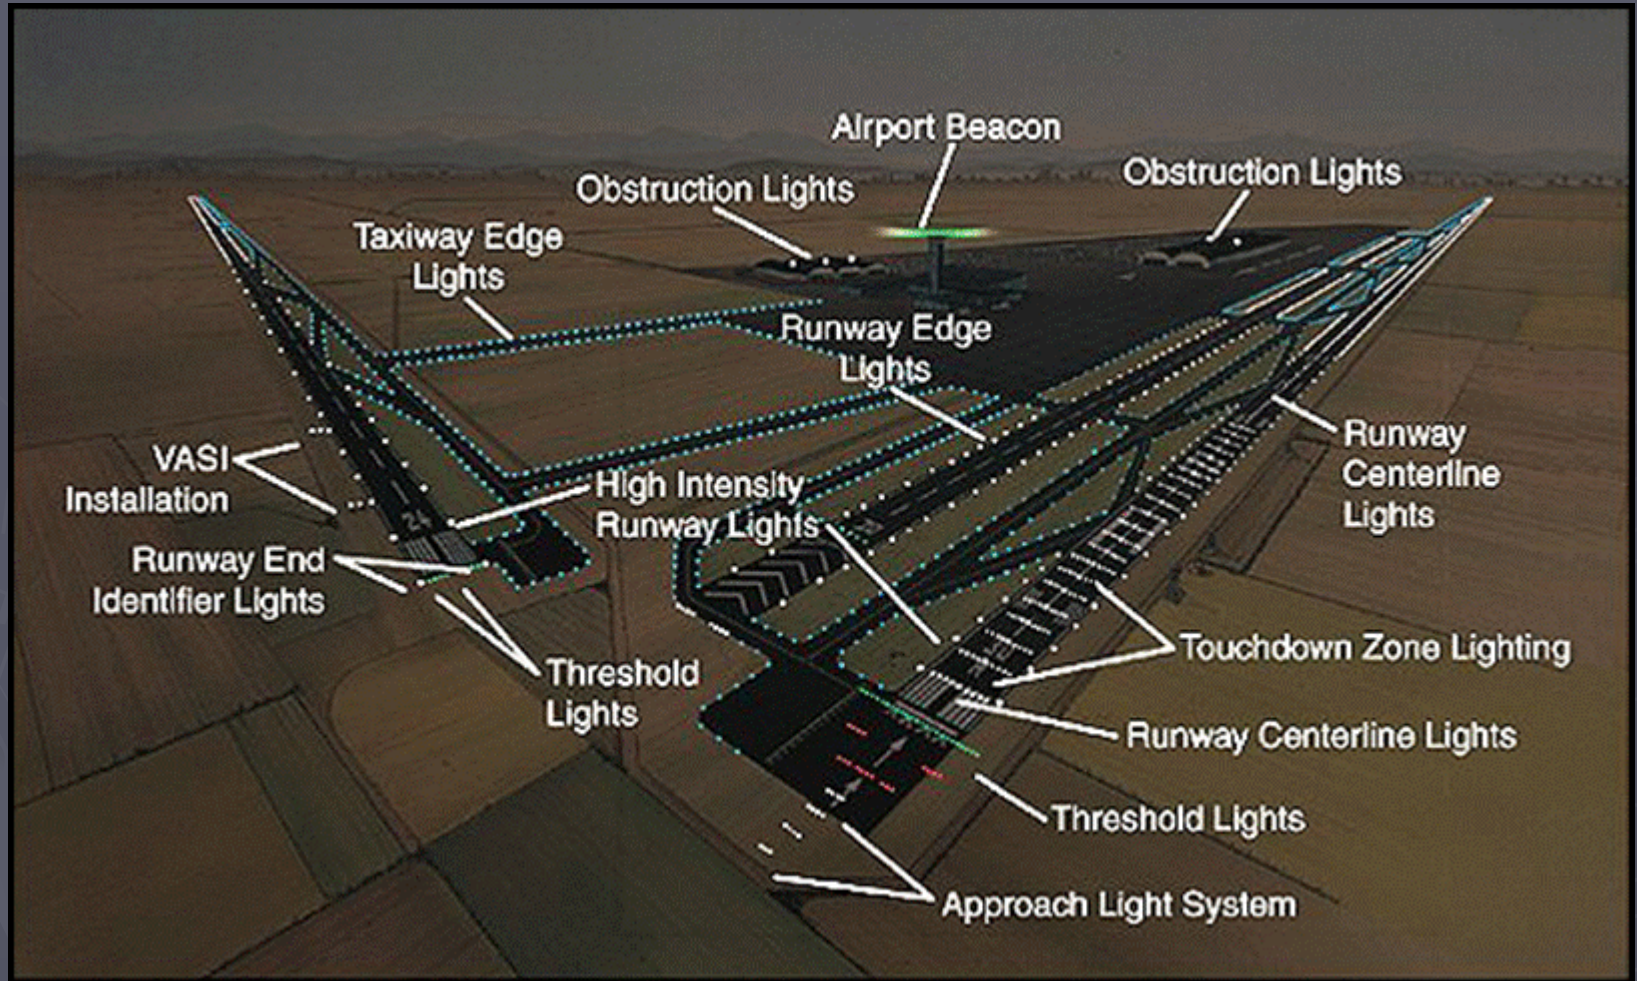 Airport Beacon
Obstruction Lights
Obstruction Lights
Taxiway Edge
Lights
Runway Edge
Lights
VASI
Installation
High Intensity
Runway Lights
Runway
Centerline
Lights
24
Runway End
Identifier Lights
Threshold
Lights
Touchdown Zone Lighting
Runway Centerline Lights
Threshold Lights
Approach Light System